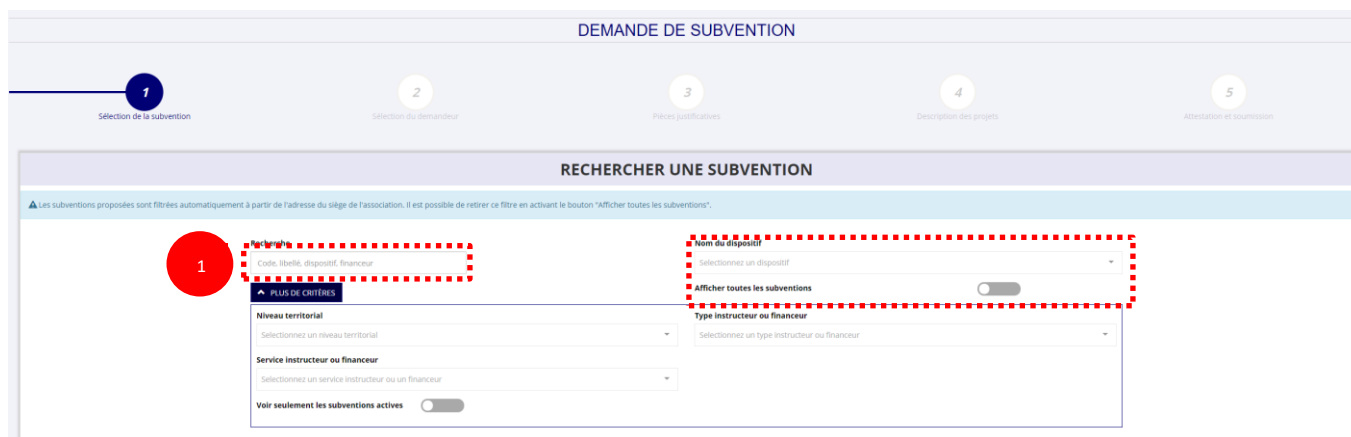 DEMANDE DE SUBVENTION
1
2
3
4
5
Sélection de la subvention
Sélection du demandeur
Pièces justificatives
Description des projets
Attestation et soumission
RECHERCHER UNE SUBVENTION
Les subventions proposées sont filtrées automatiquement à partir de l'adresse du siège de l'association. Il est possible de retirer ce filtre en activant le bouton "Afficher toutes les subventions".
1
Recherche
Code, libellé, dispositif, financeur
Nom du dispositif
Selectionnez un dispositif
Afficher toutes les subventions
PLUS DE CRITÈRES
Niveau territorial
Selectionnez un niveau territorial
Type instructeur ou financeur
Selectionnez un type instructeur ou financeur
Service instructeur ou financeur
Selectionnez un service instructeur ou un financeur
Voir seulement les subventions actives